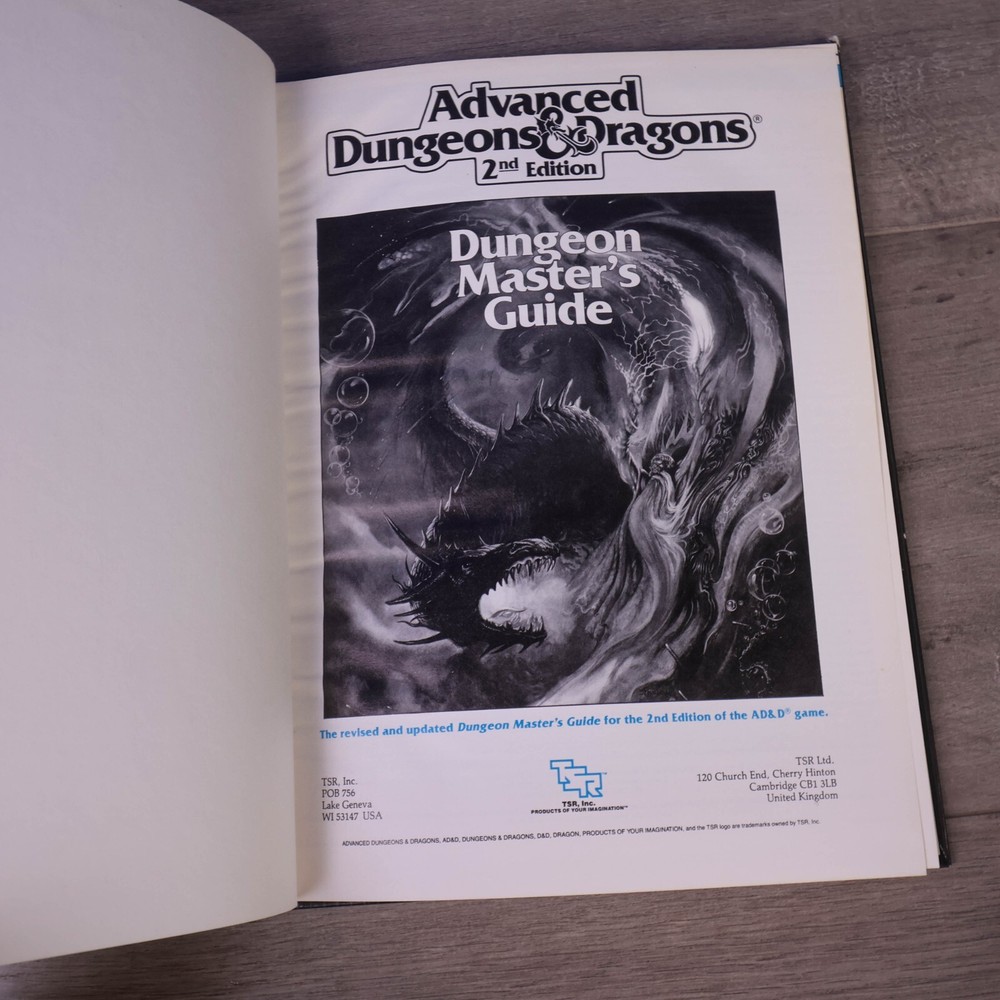 Advanced
Dungeons & Dragons®
2nd Edition
Dungeon
Master's
Guide
The revised and updated Dungeon Master's Guide for the 2nd Edition of the AD&D® game.
TSR, Inc.
POB 756
Lake Geneva
WI 53147 USA
TSR
TSR, Inc.
PRODUCTS OF YOUR IMAGINATION™
TSR Ltd.
120 Church End, Cherry Hinton
Cambridge CB1 3LB
United Kingdom
ADVANCED DUNGEONS & DRAGONS, AD&D, DUNGEONS & DRAGONS, D&D, DRAGON, PRODUCTS OF YOUR IMAGINATION, and the TSR logo are trademarks owned by TSR, Inc.